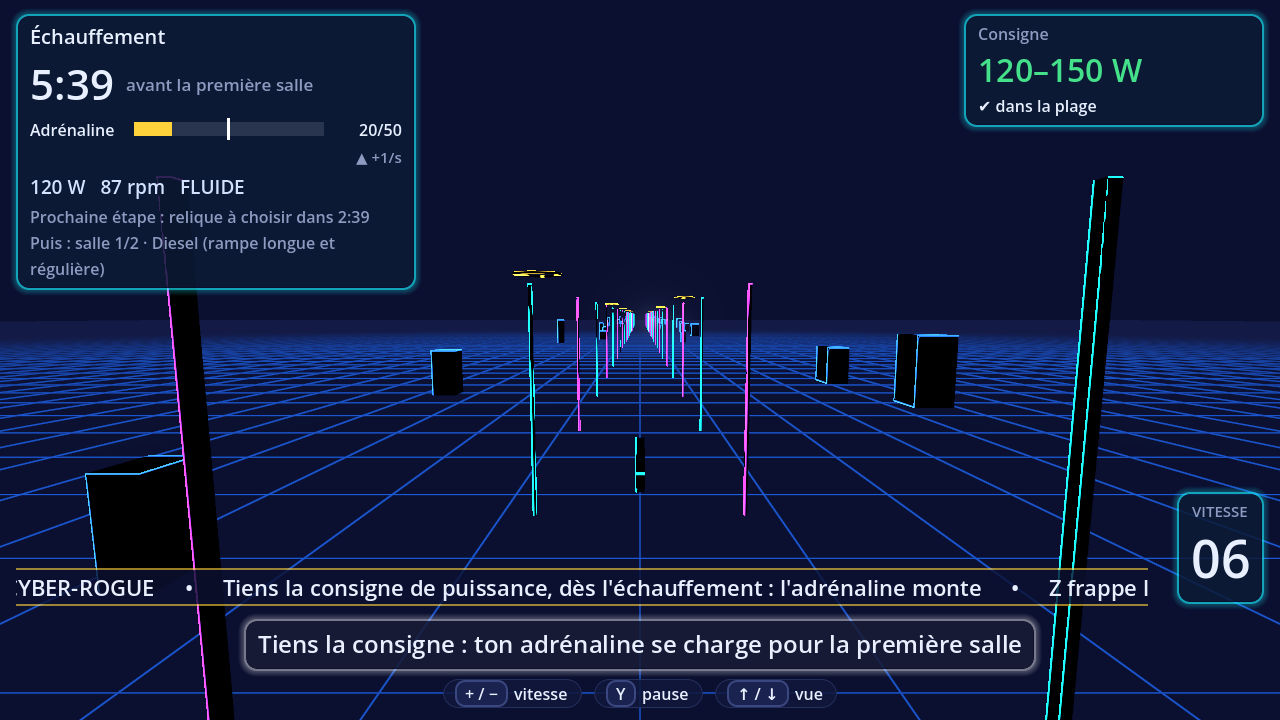 Échauffement
5:39 avant la première salle
Adrénaline 20/50
▲ +1/s
120 W 87 rpm FLUIDE
Prochaine étape : relique à choisir dans 2:39
Puis : salle 1/2 · Diesel (rampe longue et
régulière)
Consigne
120–150 W
✔ dans la plage
VITESSE
06
YBER-ROGUE • Tiens la consigne de puissance, dès l'échauffement : l'adrénaline monte • Z frappe
Tiens la consigne : ton adrénaline se charge pour la première salle
+ / − vitesse Y pause ↑ / ↓ vue